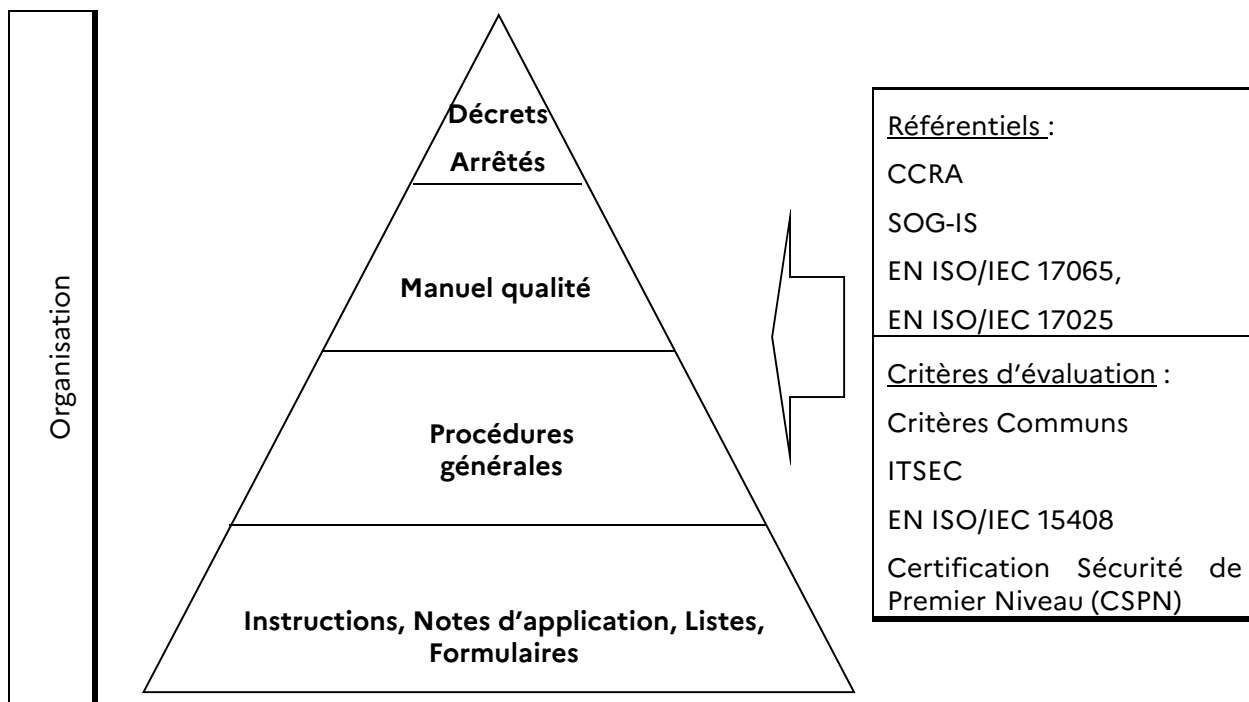 Organisation
Décrets
Arrêtés
Manuel qualité
Procédures
générales
Instructions, Notes d’application, Listes,
Formulaires
Référentiels :
CCRA
SOG-IS
EN ISO/IEC 17065,
EN ISO/IEC 17025
Critères d’évaluation :
Critères Communs
ITSEC
EN ISO/IEC 15408
Certification Sécurité de
Premier Niveau (CSPN)